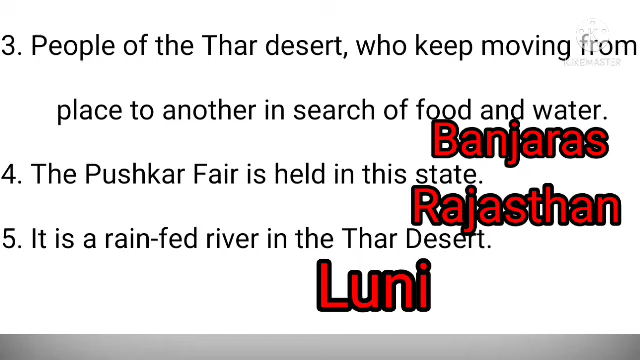 3. People of the Thar desert, who keep moving from
place to another in search of food and water.
Banjaras
4. The Pushkar Fair is held in this state.
Rajasthan
5. It is a rain-fed river in the Thar Desert.
Luni